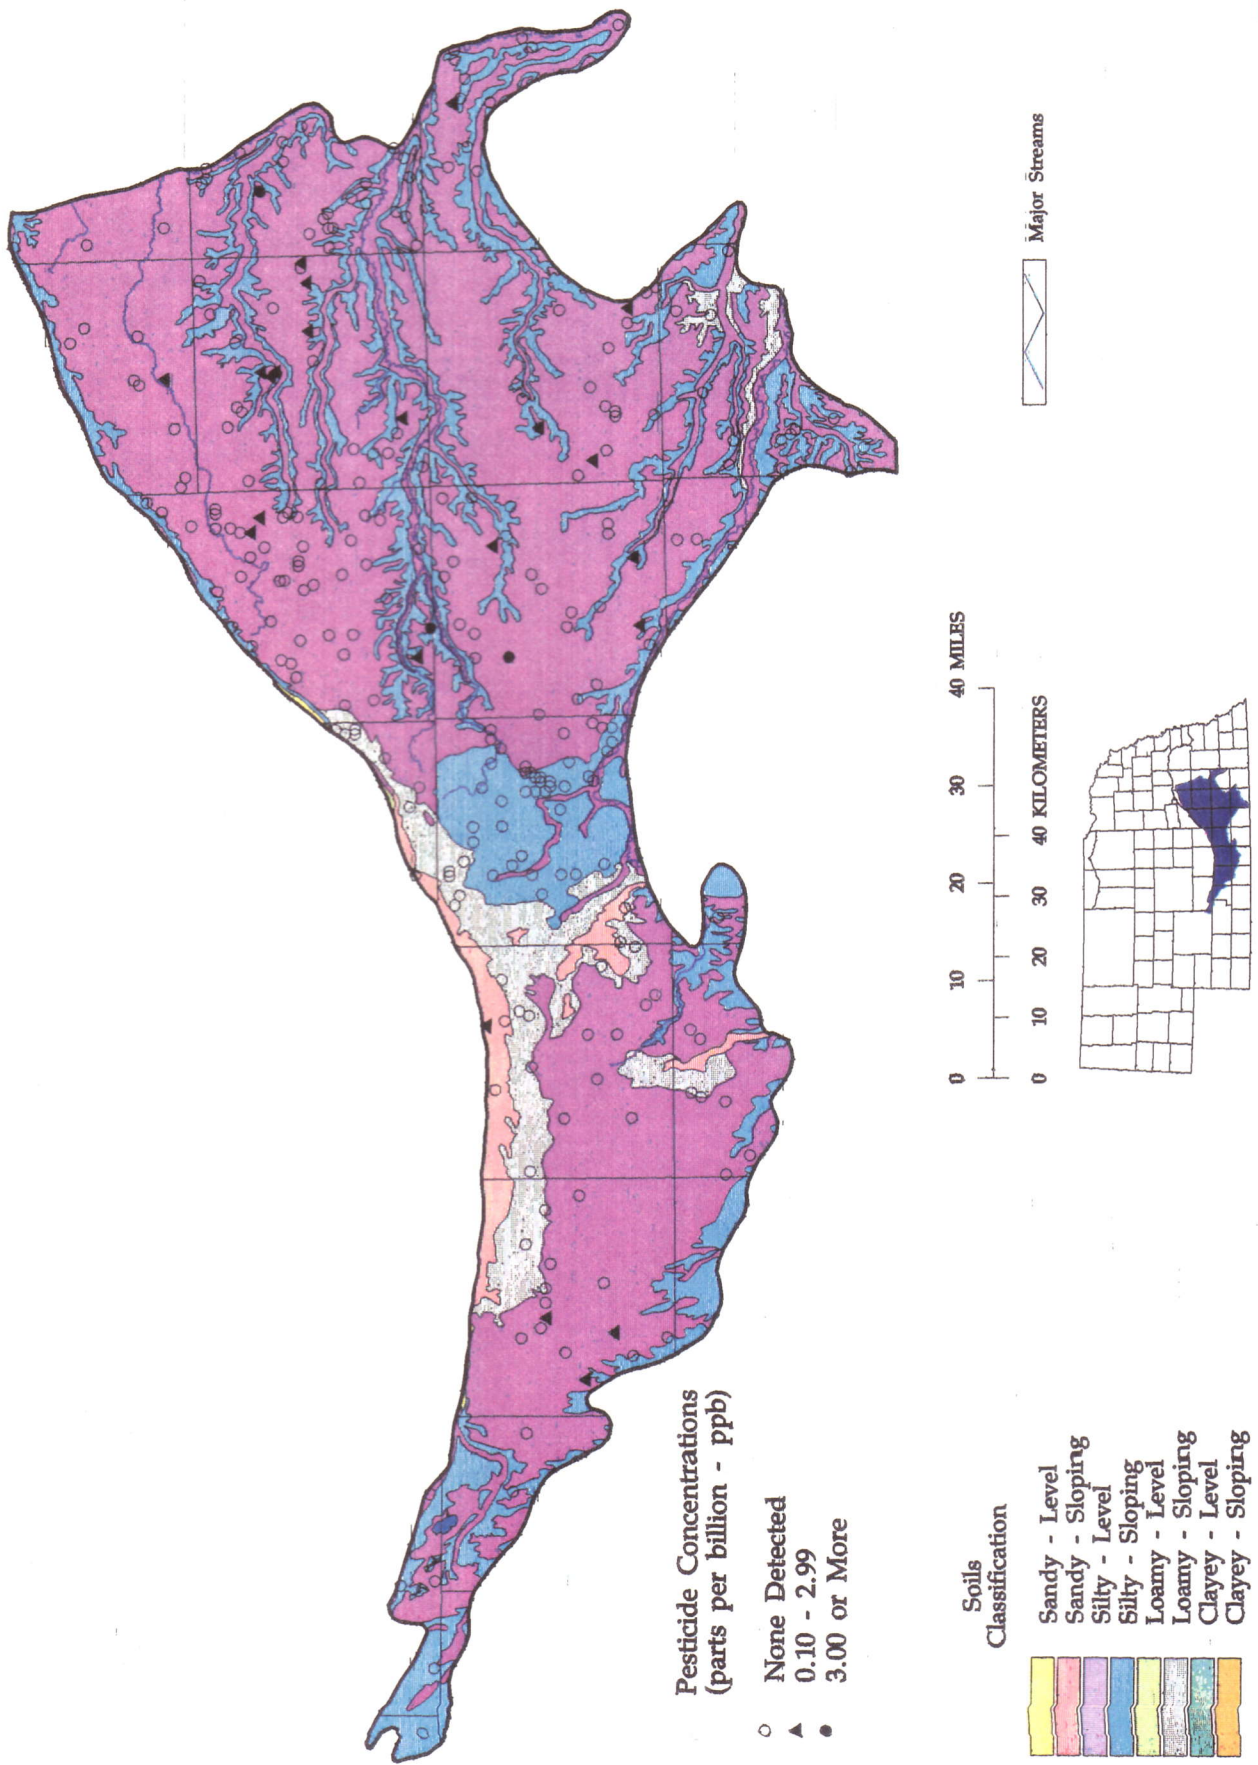 Pesticide Concentrations
(parts per billion - ppb)
None Detected
0.10 - 2.99
3.00 or More
Soils
Classification
Sandy - Level
Sandy - Sloping
Silty - Level
Silty - Sloping
Loamy - Level
Loamy - Sloping
Clayey - Level
Clayey - Sloping
0 10 20 30 40 MILES
0 10 20 30 40 KILOMETERS
Major Streams